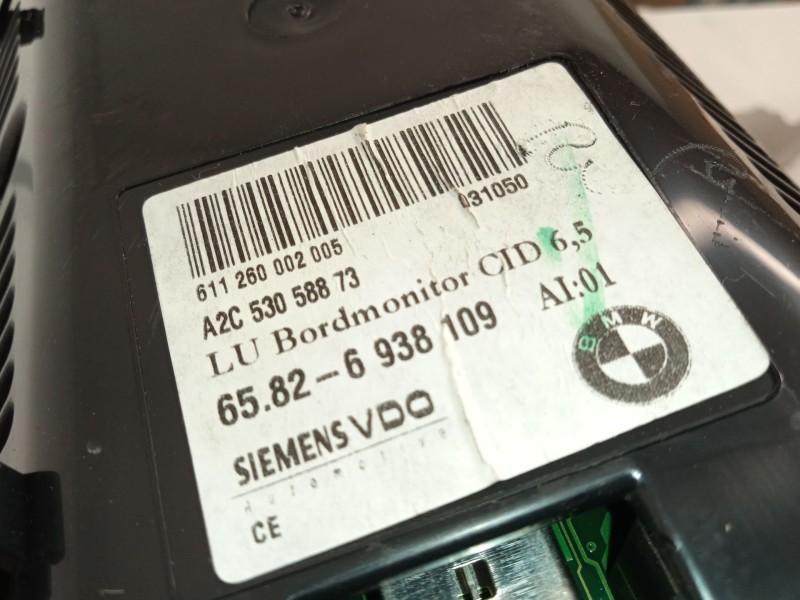 031050
611 260 002 005
A2C 530 588 73
LU Bordmonitor CID 6,5
65.82-6 938 109 AI:01
BMW
SIEMENS VDO
Automotive
CE